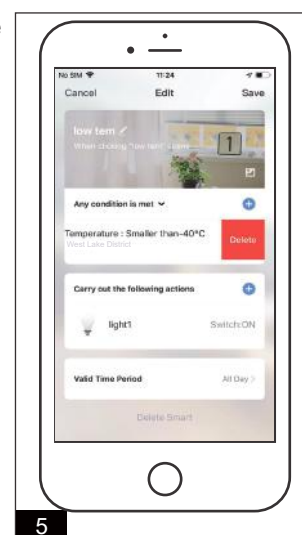 e
No SIM 11:24
Cancel Edit Save
low tem
When clicking "low tem"
1
Any condition is met
Temperature : Smaller than-40°C Delete
West Lake District
Carry out the following actions
light1 Switch:ON
Valid Time Period All Day >
Delete Smart
5